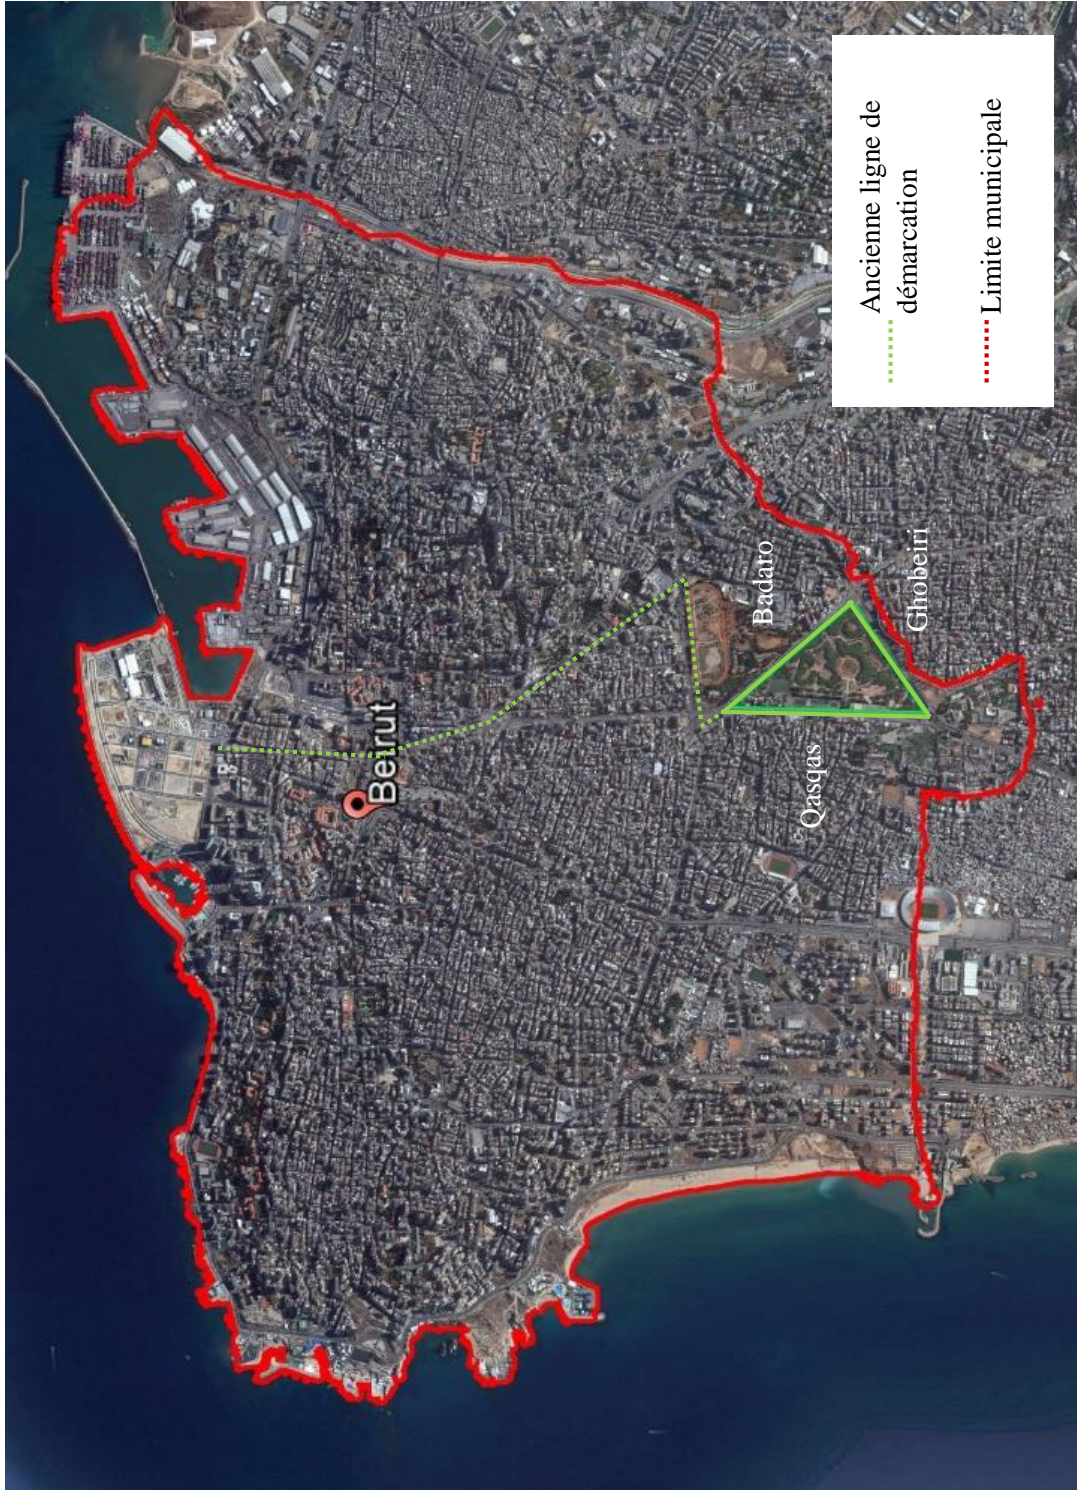 Beirut
Badaro
Qasqas
Ghobeiri
Ancienne ligne de
démarcation
Limite municipale